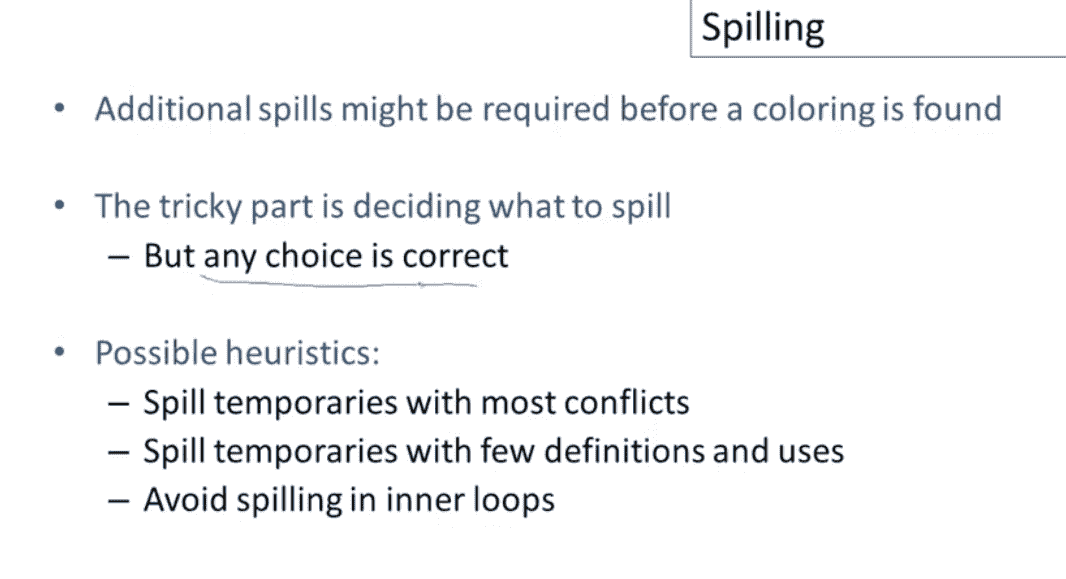 Spilling
• Additional spills might be required before a coloring is found
• The tricky part is deciding what to spill
– But any choice is correct
• Possible heuristics:
– Spill temporaries with most conflicts
– Spill temporaries with few definitions and uses
– Avoid spilling in inner loops